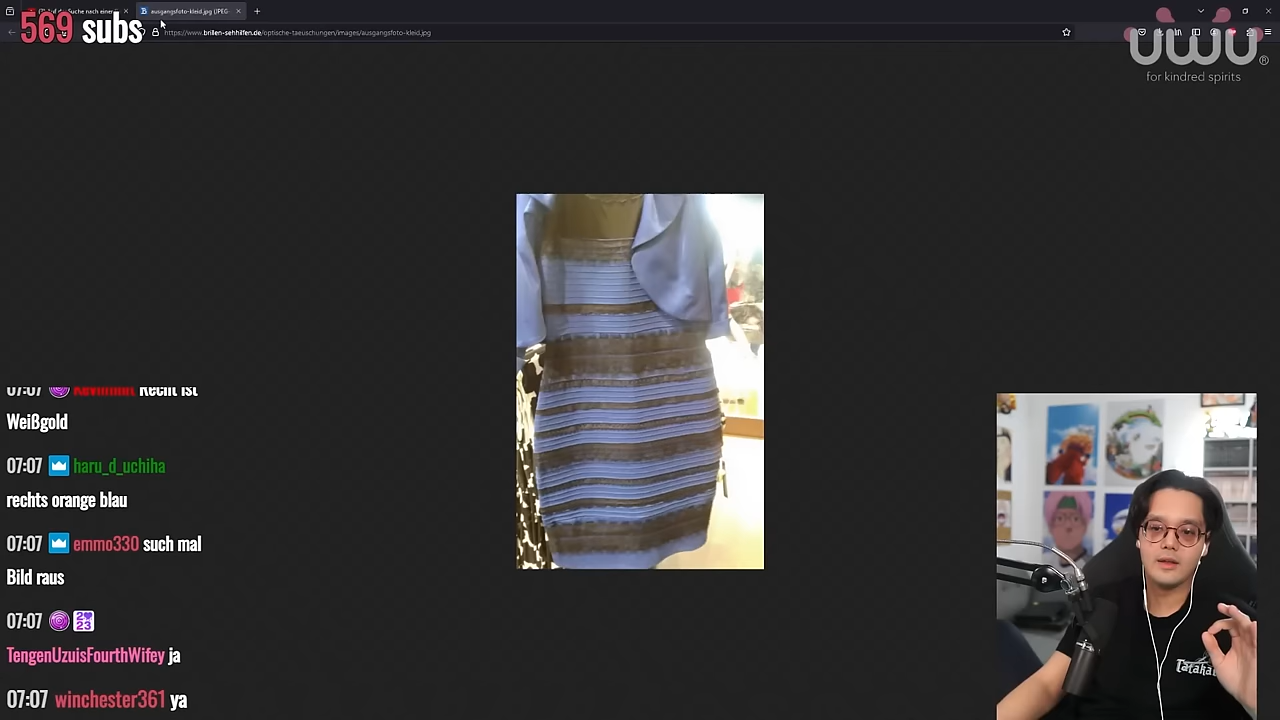 ausgangsfoto-kleid.jpg (JPEG-
569 subs
https://www.brillen-sehhilfen.de/optische-taeuschungen/images/ausgangsfoto-kleid.jpg
uwu®
for kindred spirits
07:07 Recht ist
Weißgold
07:07 haru_d_uchiha
rechts orange blau
07:07 emmo330 such mal
Bild raus
07:07 2 23
TengenUzuisFourthWifey ja
07:07 winchester361 ya